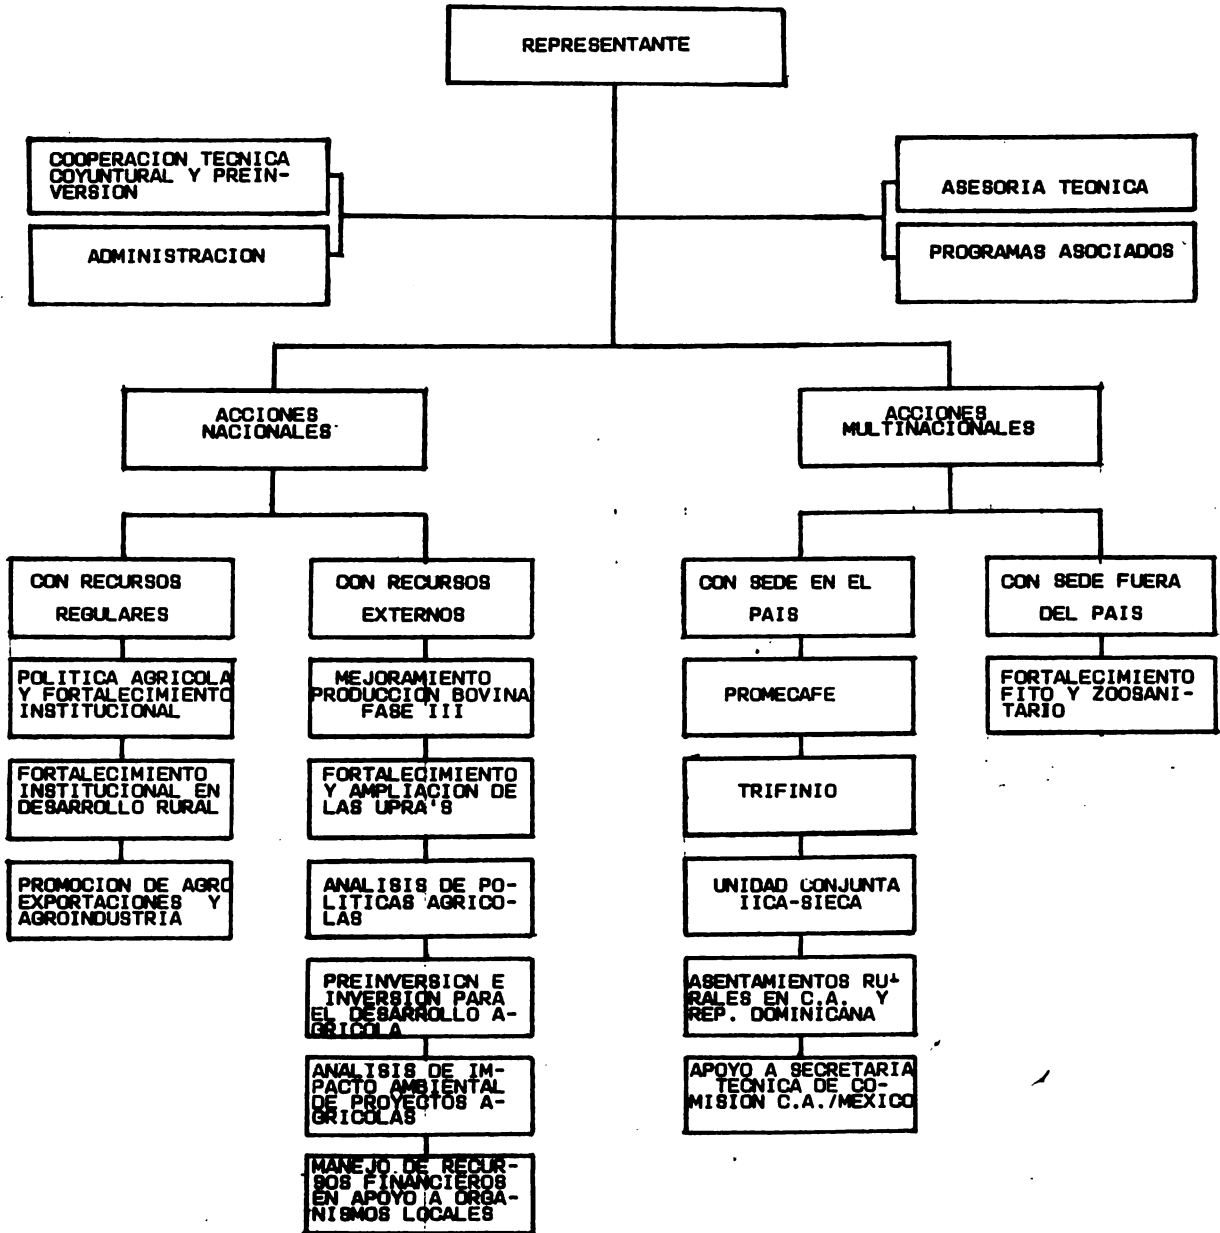 REPRESENTANTE
COOPERACION TECNICA
COYUNTURAL Y PREIN-
VERSION
ADMINISTRACION
ASESORIA TECNICA
PROGRAMAS ASOCIADOS
ACCIONES
NACIONALES
ACCIONES
MULTINACIONALES
CON RECURSOS
REGULARES
POLITICA AGRICOLA
Y FORTALECIMIENTO
INSTITUCIONAL
FORTALECIMIENTO
INSTITUCIONAL EN
DESARROLLO RURAL
PROMOCION DE AGRO
EXPORTACIONES Y
AGROINDUSTRIA
CON RECURSOS
EXTERNOS
MEJORAMIENTO
PRODUCCION BOVINA
FASE III
FORTALECIMIENTO
Y AMPLIACION DE
LAS UPRA'S
ANALISIS DE PO-
LITICAS AGRICO-
LAS
PREINVERSION E
INVERSION PARA
EL DESARROLLO A-
GRICOLA
ANALISIS DE IM-
PACTO AMBIENTAL
DE PROYECTOS A-
GRICOLAS
MANEJO DE RECUR-
SOS FINANCIEROS
EN APOYO A ORGA-
NISMOS LOCALES
CON SEDE EN EL
PAIS
PROMECAFE
TRIFINIO
UNIDAD CONJUNTA
IICA-SIECA
ASENTAMIENTOS RU-
RALES EN C.A. Y
REP. DOMINICANA
APOYO A SECRETARIA
TECNICA DE CO-
MISION C.A./MEXICO
CON SEDE FUERA
DEL PAIS
FORTALECIMIENTO
FITO Y ZOOSANI-
TARIO